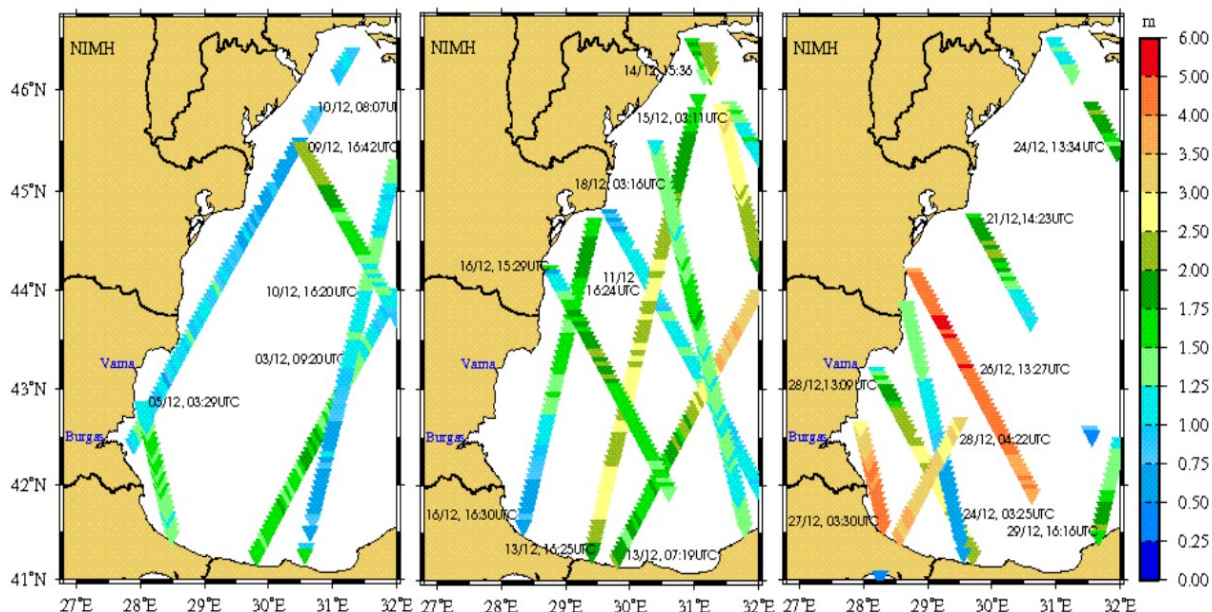 NIMH
10/12, 08:07UT
09/12, 16:42UTC
10/12, 16:20UTC
03/12, 09:20UTC
05/12, 03:29UTC
Varna
Burgas
46°N
45°N
44°N
43°N
42°N
41°N
27°E 28°E 29°E 30°E 31°E 32°E
NIMH
14/12, 15:36
15/12, 03:11UTC
18/12, 03:16UTC
16/12, 15:29UTC
11/12
16:24UTC
Varna
Burgas
16/12, 16:30UTC
13/12, 16:25UTC
13/12, 07:19UTC
27°E 28°E 29°E 30°E 31°E 32°E
NIMH
24/12, 13:34UTC
21/12,14:23UTC
26/12, 13:27UTC
Varna
28/12,13:09UTC
Burgas
28/12, 04:22UTC
27/12, 03:30UTC
24/12, 03:25UTC
29/12, 16:16UTC
27°E 28°E 29°E 30°E 31°E 32°E
m
6.00
5.00
4.00
3.50
3.00
2.50
2.00
1.75
1.50
1.25
1.00
0.75
0.50
0.25
0.00